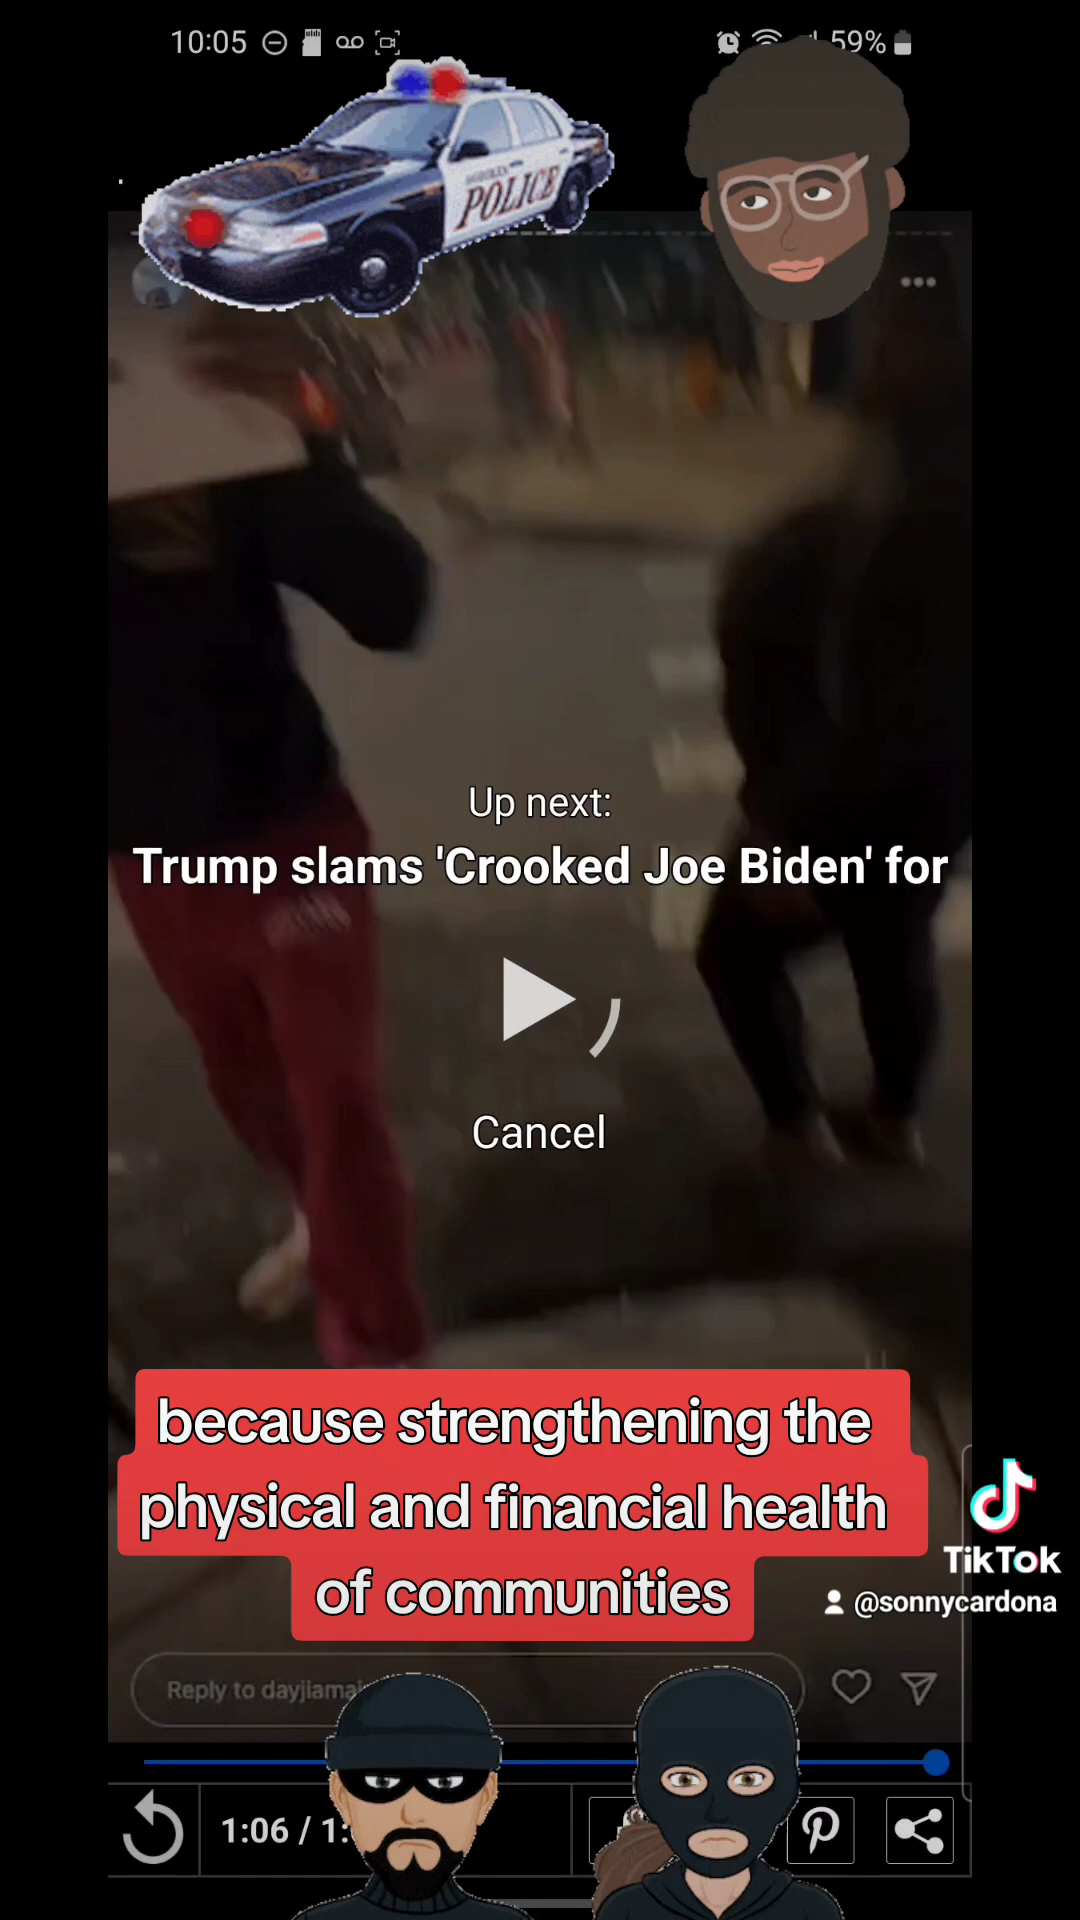 10:05
59%
POLICE
Up next:
Trump slams 'Crooked Joe Biden' for
Cancel
because strengthening the
physical and financial health
of communities
TikTok
@sonnycardona
Reply to dayjiama
1:06 / 1: